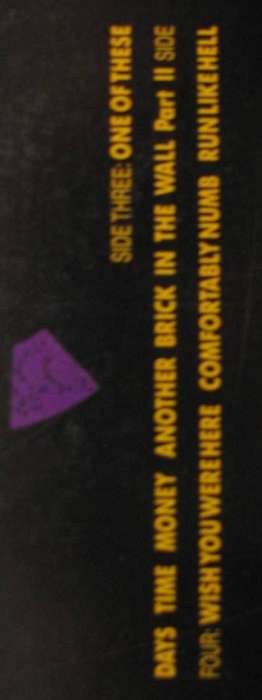 SIDE THREE: ONE OF THESE
DAYS TIME MONEY ANOTHER BRICK IN THE WALL Part II SIDE
FOUR: WISH YOU WERE HERE COMFORTABLY NUMB RUN LIKE HELL